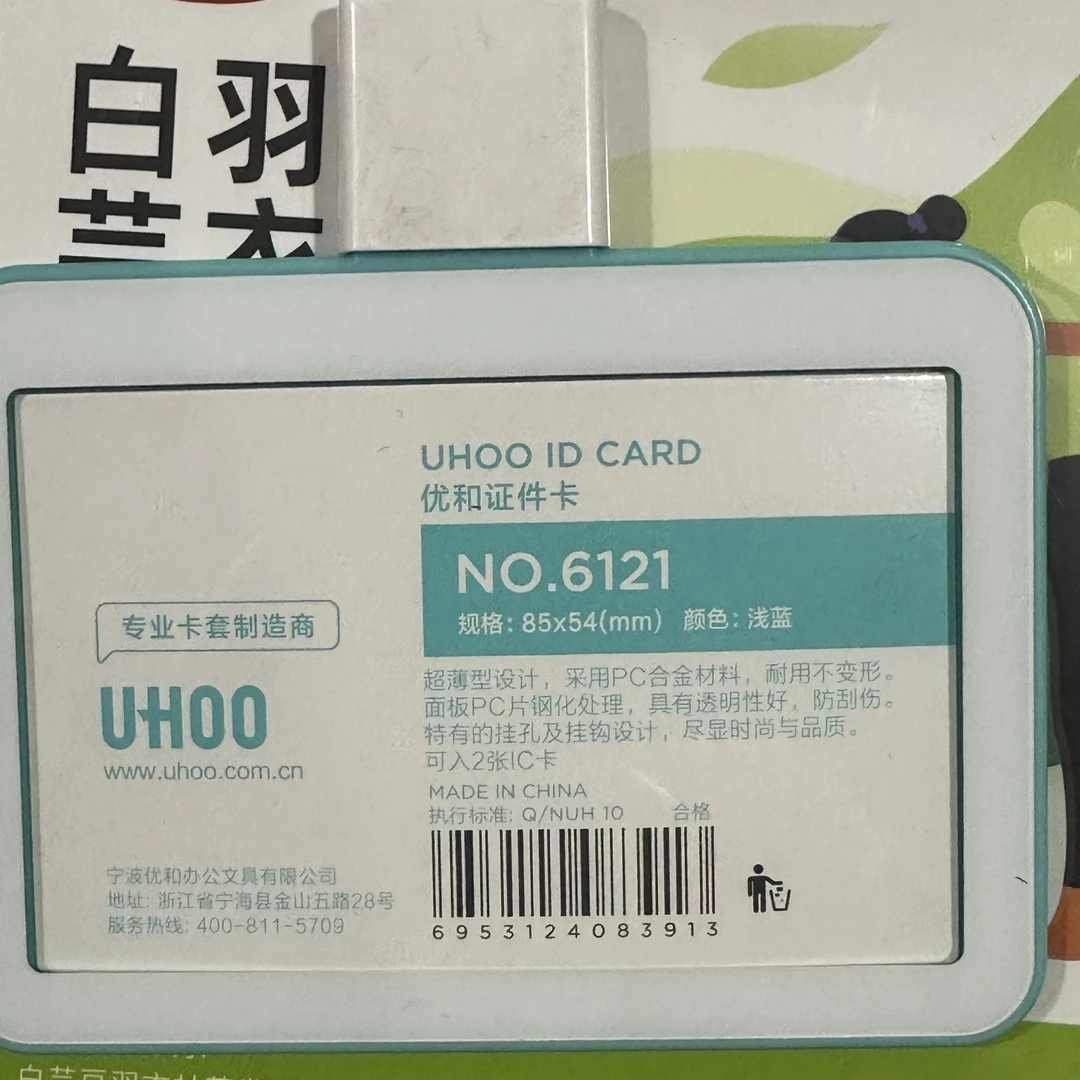 白羽
芸衣
UHOO ID CARD
优和证件卡
NO.6121
规格: 85x54(mm) 颜色: 浅蓝
专业卡套制造商
UHOO
www.uhoo.com.cn
超薄型设计，采用PC合金材料，耐用不变形。
面板PC片钢化处理，具有透明性好、防刮伤。
特有的挂孔及挂钩设计，尽显时尚与品质。
可入2张IC卡
MADE IN CHINA
执行标准: Q/NUH 10 合格
6953124083913
宁波优和办公文具有限公司
地址: 浙江省宁海县金山五路28号
服务热线: 400-811-5709